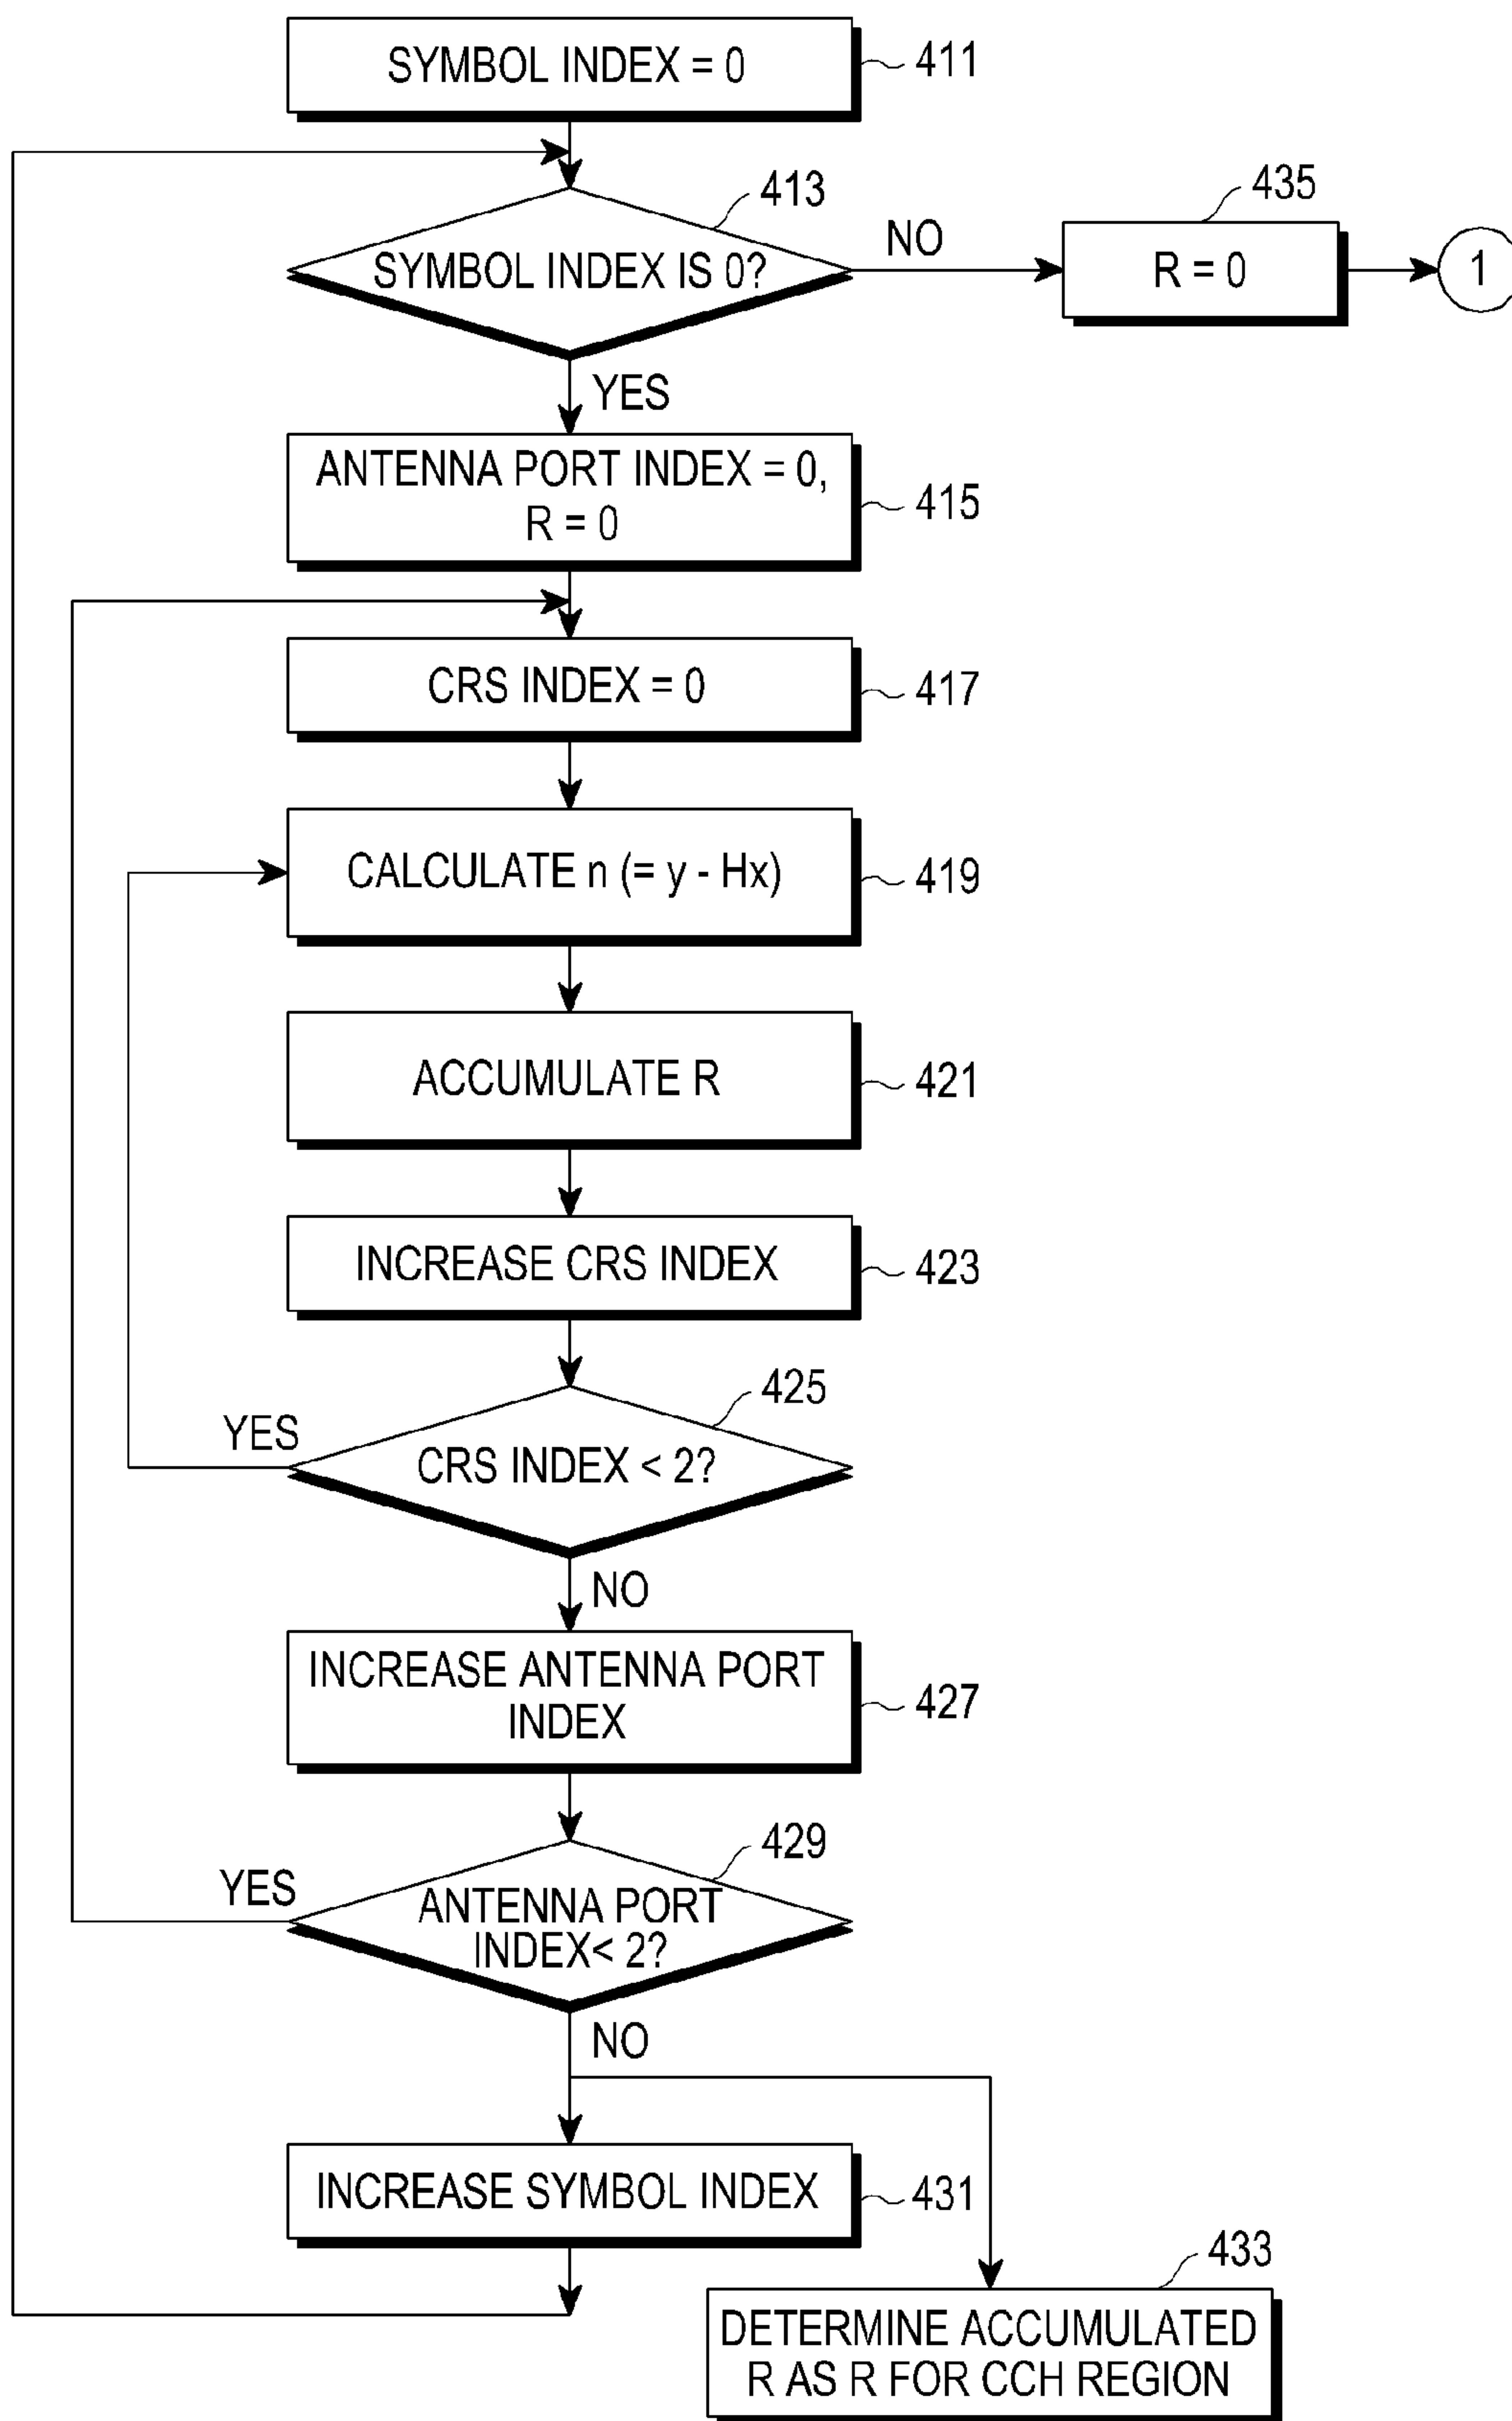 SYMBOL INDEX = 0
411
413
SYMBOL INDEX IS 0?
NO
435
R = 0
1
YES
ANTENNA PORT INDEX = 0,
R = 0
415
CRS INDEX = 0
417
CALCULATE n (= y - Hx)
419
ACCUMULATE R
421
INCREASE CRS INDEX
423
425
YES
CRS INDEX < 2?
NO
INCREASE ANTENNA PORT
INDEX
427
429
YES
ANTENNA PORT
INDEX< 2?
NO
INCREASE SYMBOL INDEX
431
433
DETERMINE ACCUMULATED
R AS R FOR CCH REGION